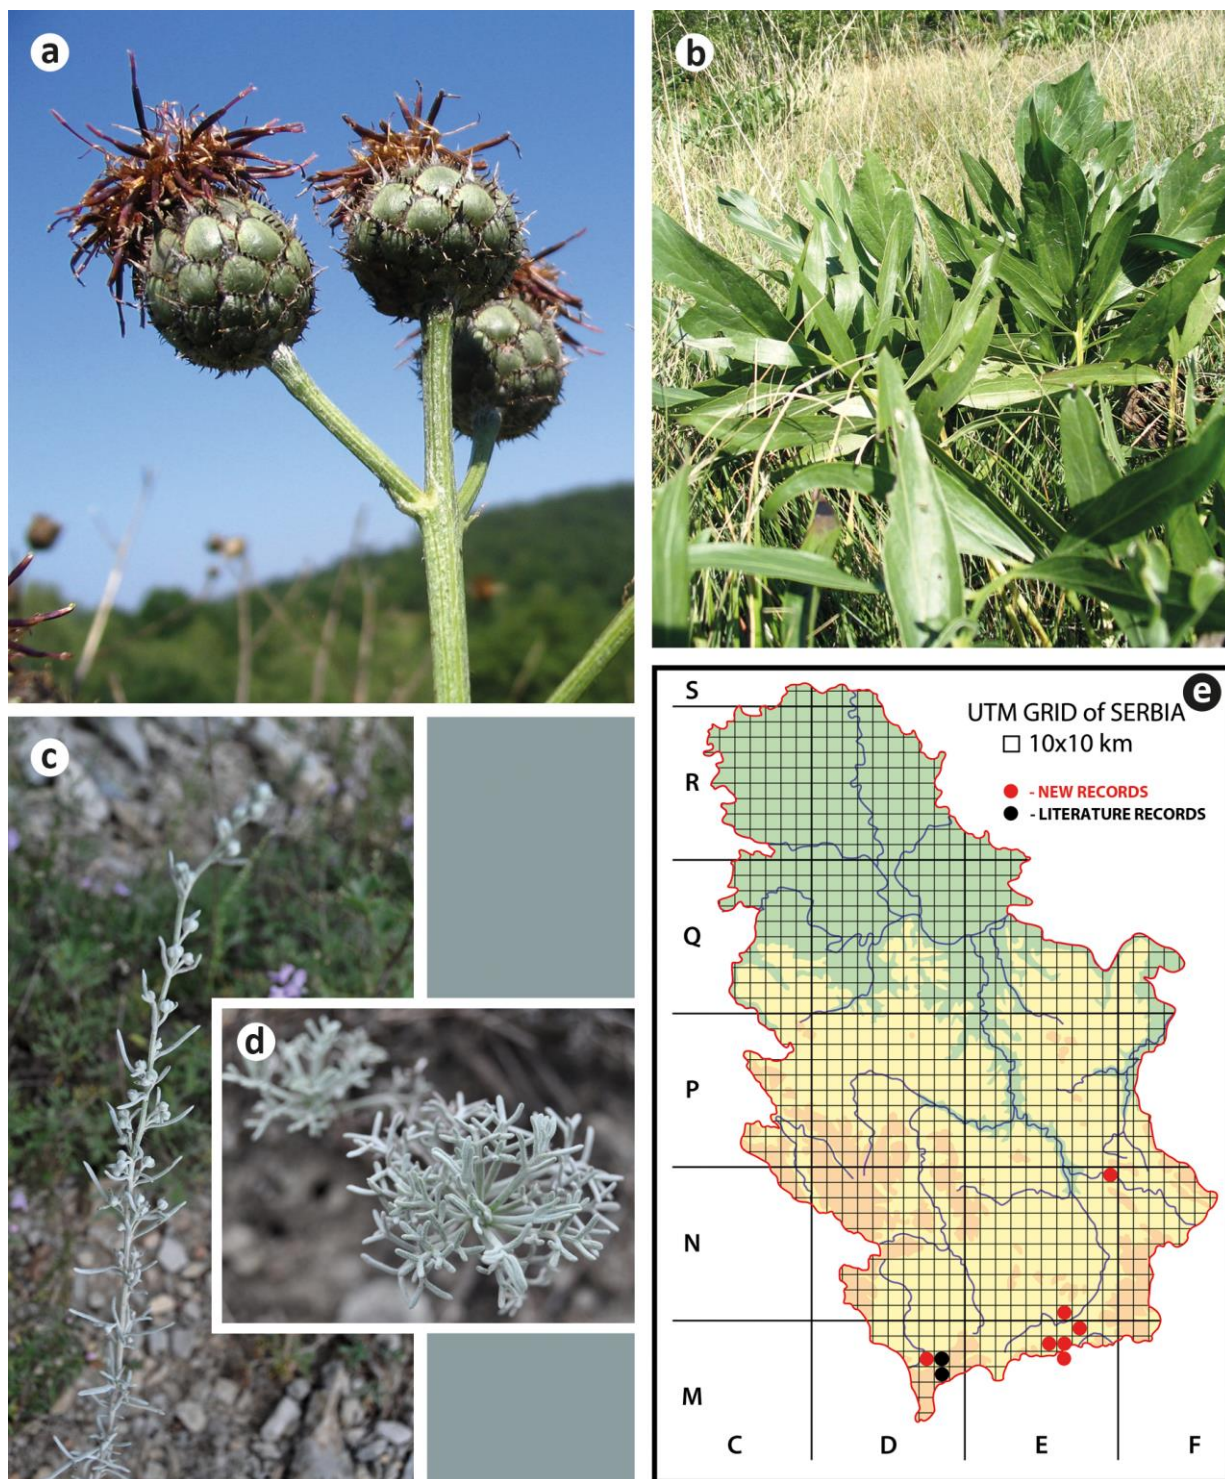 a
b
c
d
e
UTM GRID of SERBIA
10x10 km
- NEW RECORDS
- LITERATURE RECORDS
S
R
Q
P
N
M
C D E F